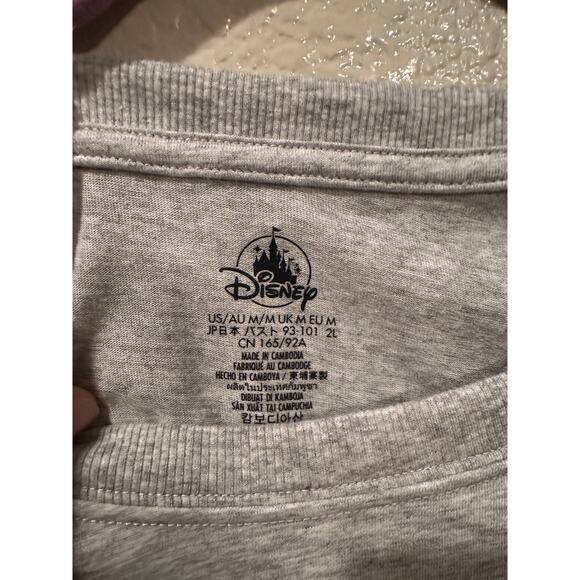 Disney
US/AU M/M UK M EU M
JP日本 バスト 93-101 2L
CN 165/92A
MADE IN CAMBODIA
FABRIQUÉ AU CAMBODGE
HECHO EN CAMBOYA / 柬埔寨製
ผลิตในประเทศกัมพูชา
DIBUAT DI KAMBOJA
SẢN XUẤT TẠI CAMPUCHIA
캄보디아산